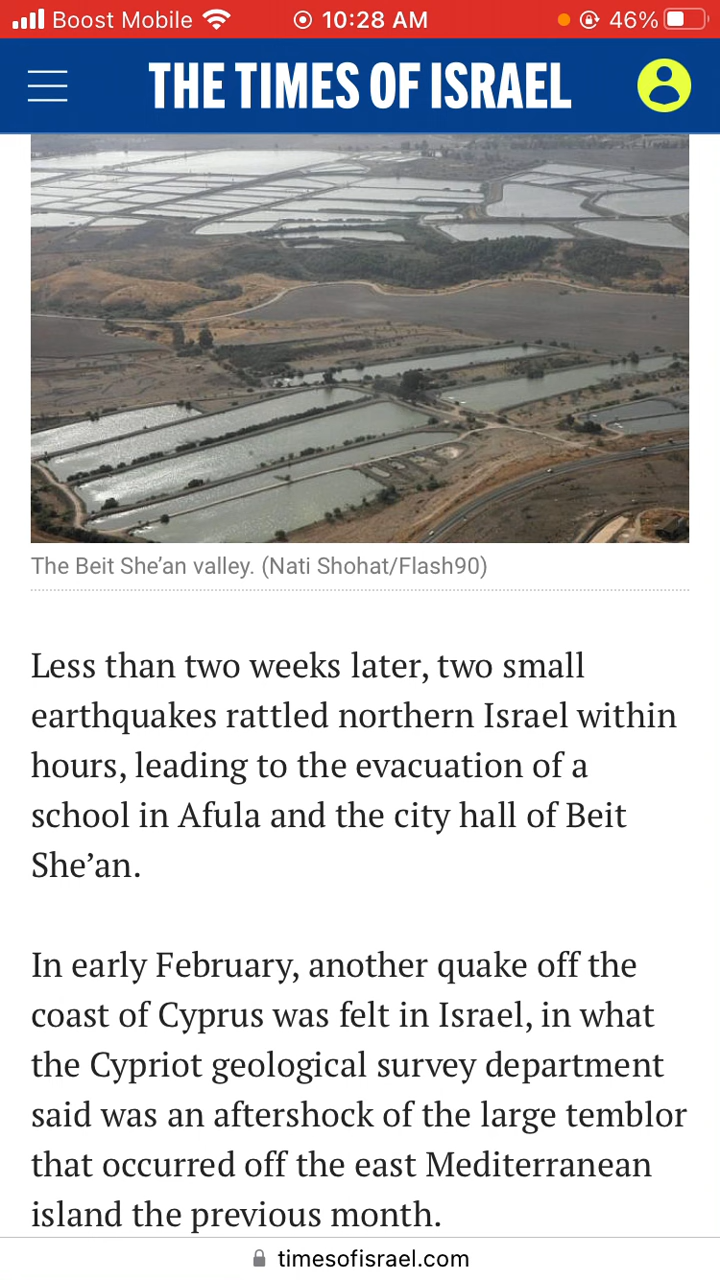 Boost Mobile 10:28 AM 46%
THE TIMES OF ISRAEL
The Beit She’an valley. (Nati Shohat/Flash90)
Less than two weeks later, two small
earthquakes rattled northern Israel within
hours, leading to the evacuation of a
school in Afula and the city hall of Beit
She’an.
In early February, another quake off the
coast of Cyprus was felt in Israel, in what
the Cypriot geological survey department
said was an aftershock of the large temblor
that occurred off the east Mediterranean
island the previous month.
timesofisrael.com